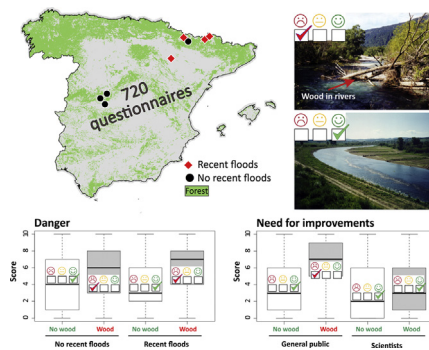 720
questionnaires
Recent floods
No recent floods
Forest
Wood in rivers
Danger
Score
10
8
6
4
2
0
No wood
Wood
No wood
Wood
No recent floods
Recent floods
Need for improvements
Score
10
8
6
4
2
0
No wood
Wood
No wood
Wood
General public
Scientists